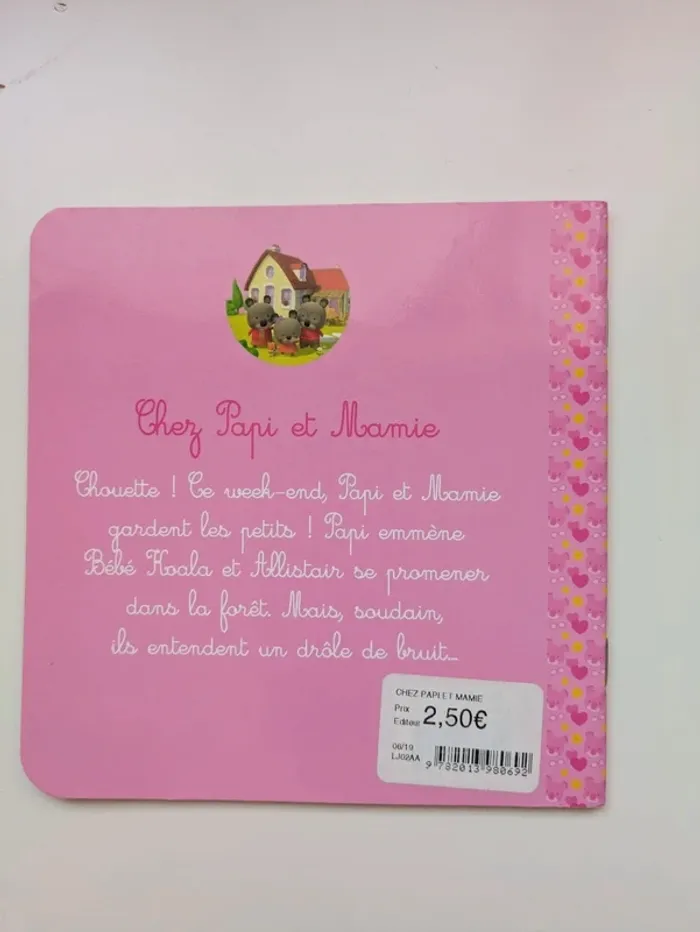 Chez Papi et Mamie
Chouette ! Ce week-end, Papi et Mamie
gardent les petits ! Papi emmène
Bébé Koala et Allistair se promener
dans la forêt. Mais, soudain,
ils entendent un drôle de bruit...
CHEZ PAPI ET MAMIE
Prix
Editeur 2,50€
06/19
LJ02AA
9 782013 980692